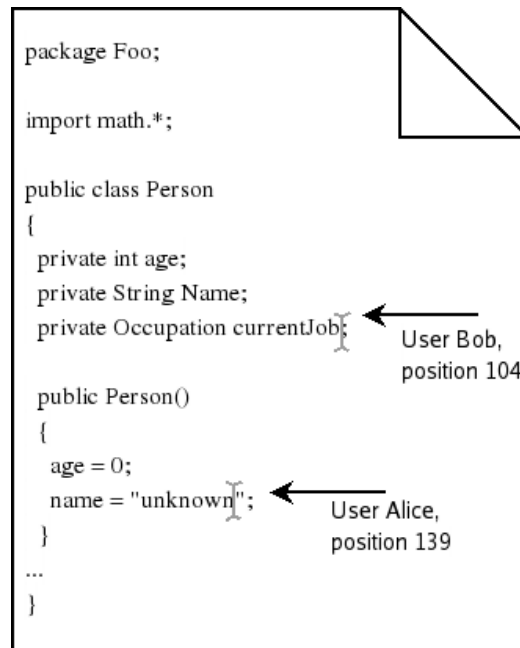 package Foo;
import math.*;
public class Person
{
private int age;
private String Name;
private Occupation currentJob;
User Bob,
position 104
public Person()
{
age = 0;
name = "unknown";
User Alice,
position 139
}
...
}